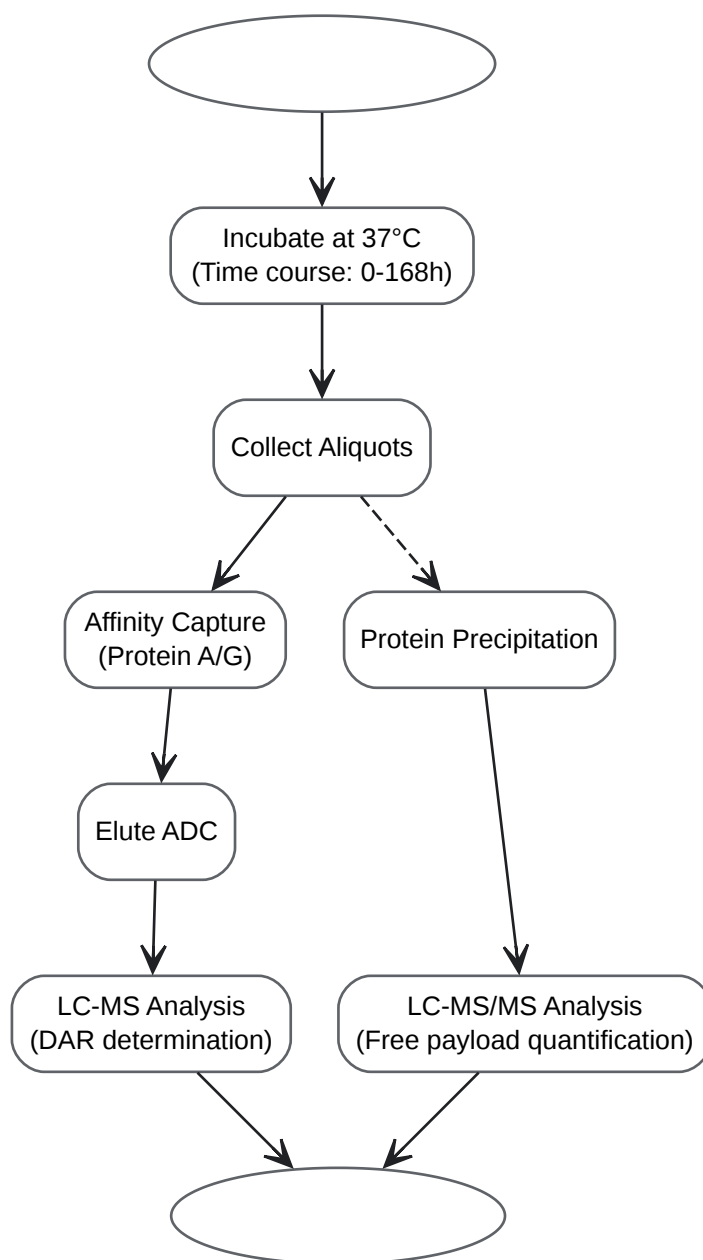 Incubate at 37°C
(Time course: 0-168h)
Collect Aliquots
Affinity Capture
(Protein A/G)
Protein Precipitation
Elute ADC
LC-MS Analysis
(DAR determination)
LC-MS/MS Analysis
(Free payload quantification)